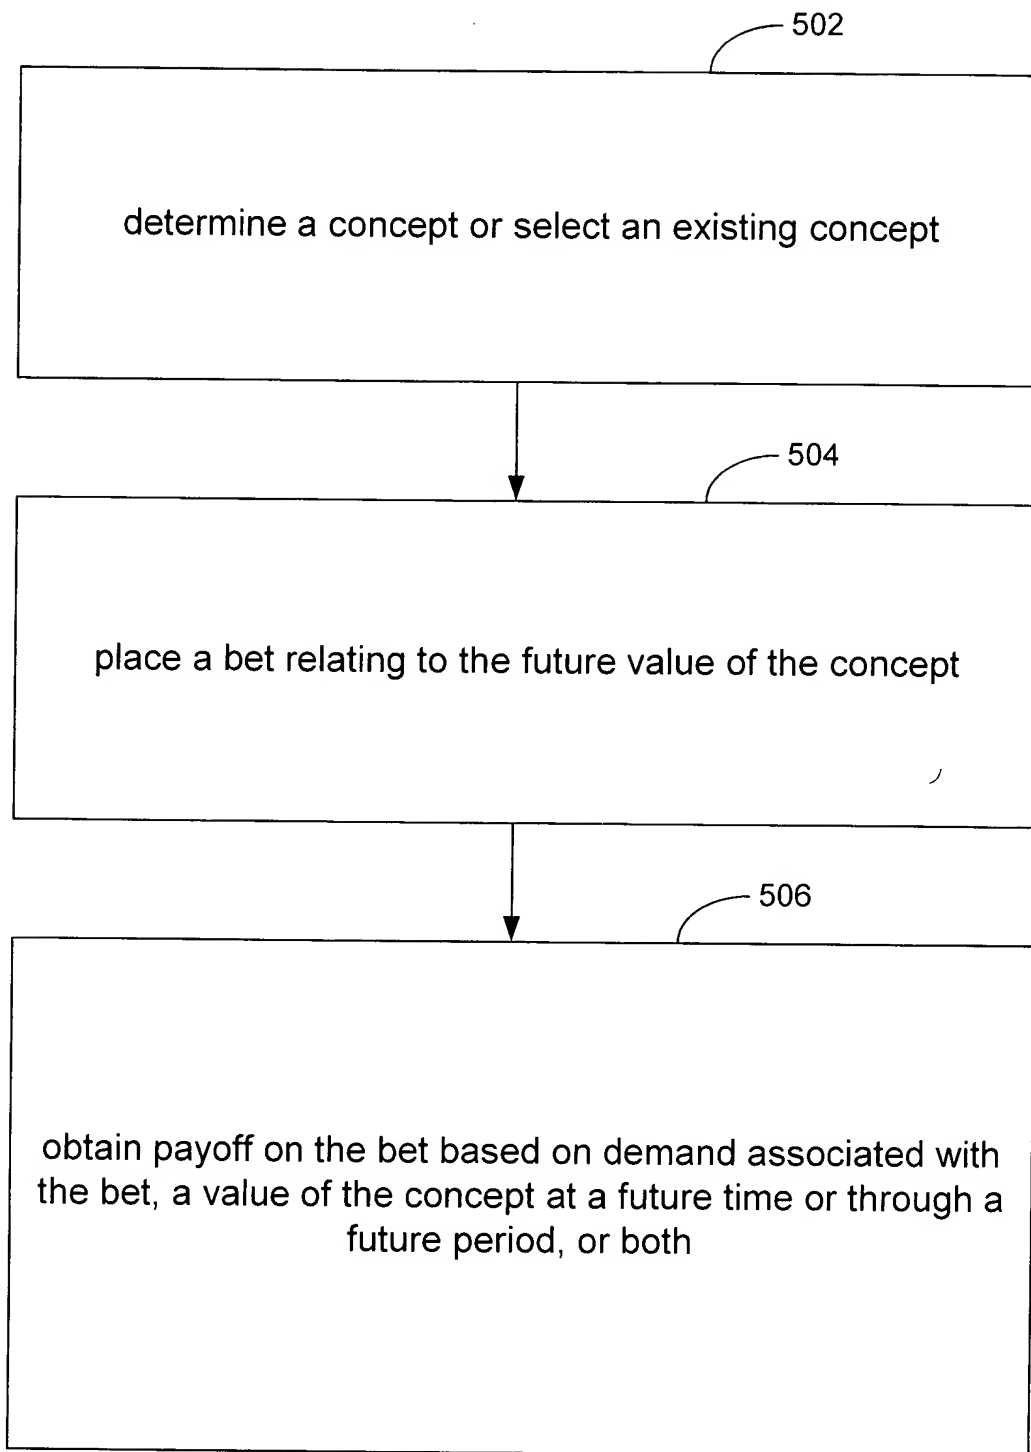 502
determine a concept or select an existing concept
504
place a bet relating to the future value of the concept
506
obtain payoff on the bet based on demand associated with
the bet, a value of the concept at a future time or through a
future period, or both